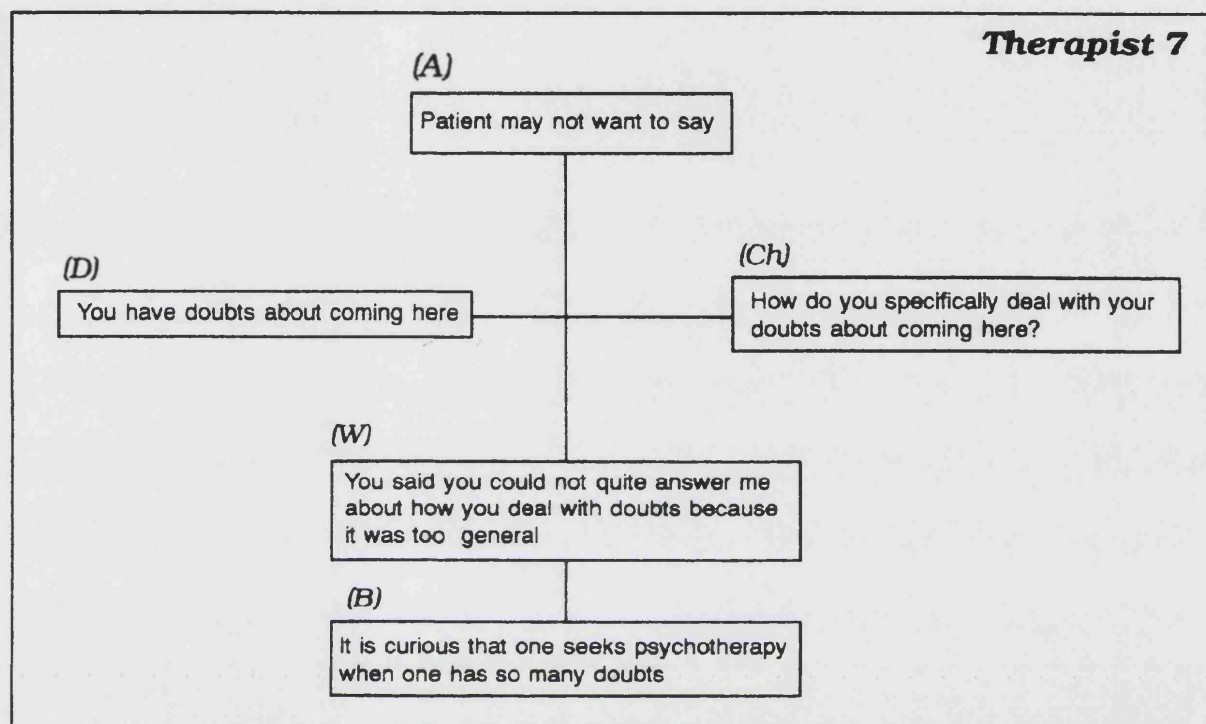 Therapist 7
(A)
Patient may not want to say
(D)
You have doubts about coming here
(Ch)
How do you specifically deal with your
doubts about coming here?
(W)
You said you could not quite answer me
about how you deal with doubts because
it was too general
(B)
It is curious that one seeks psychotherapy
when one has so many doubts